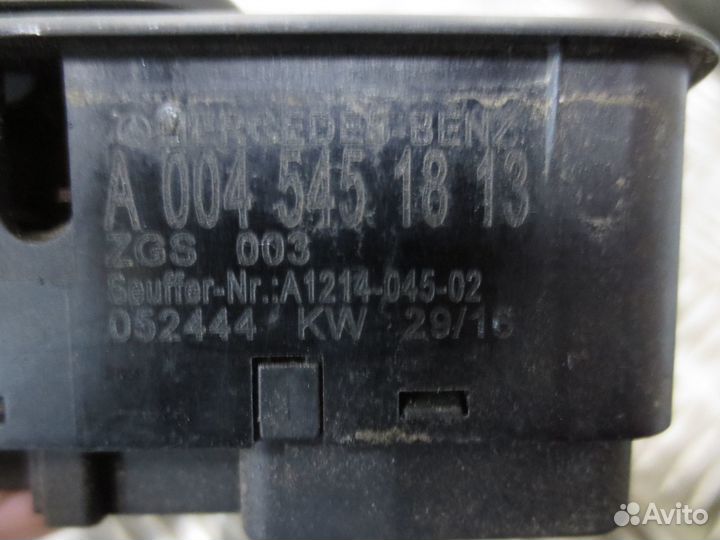 MERCEDES-BENZ
A 004 545 18 13
ZGS 003
Seuffer-Nr.:A1214-045-02
052444 KW 29/15
Avito